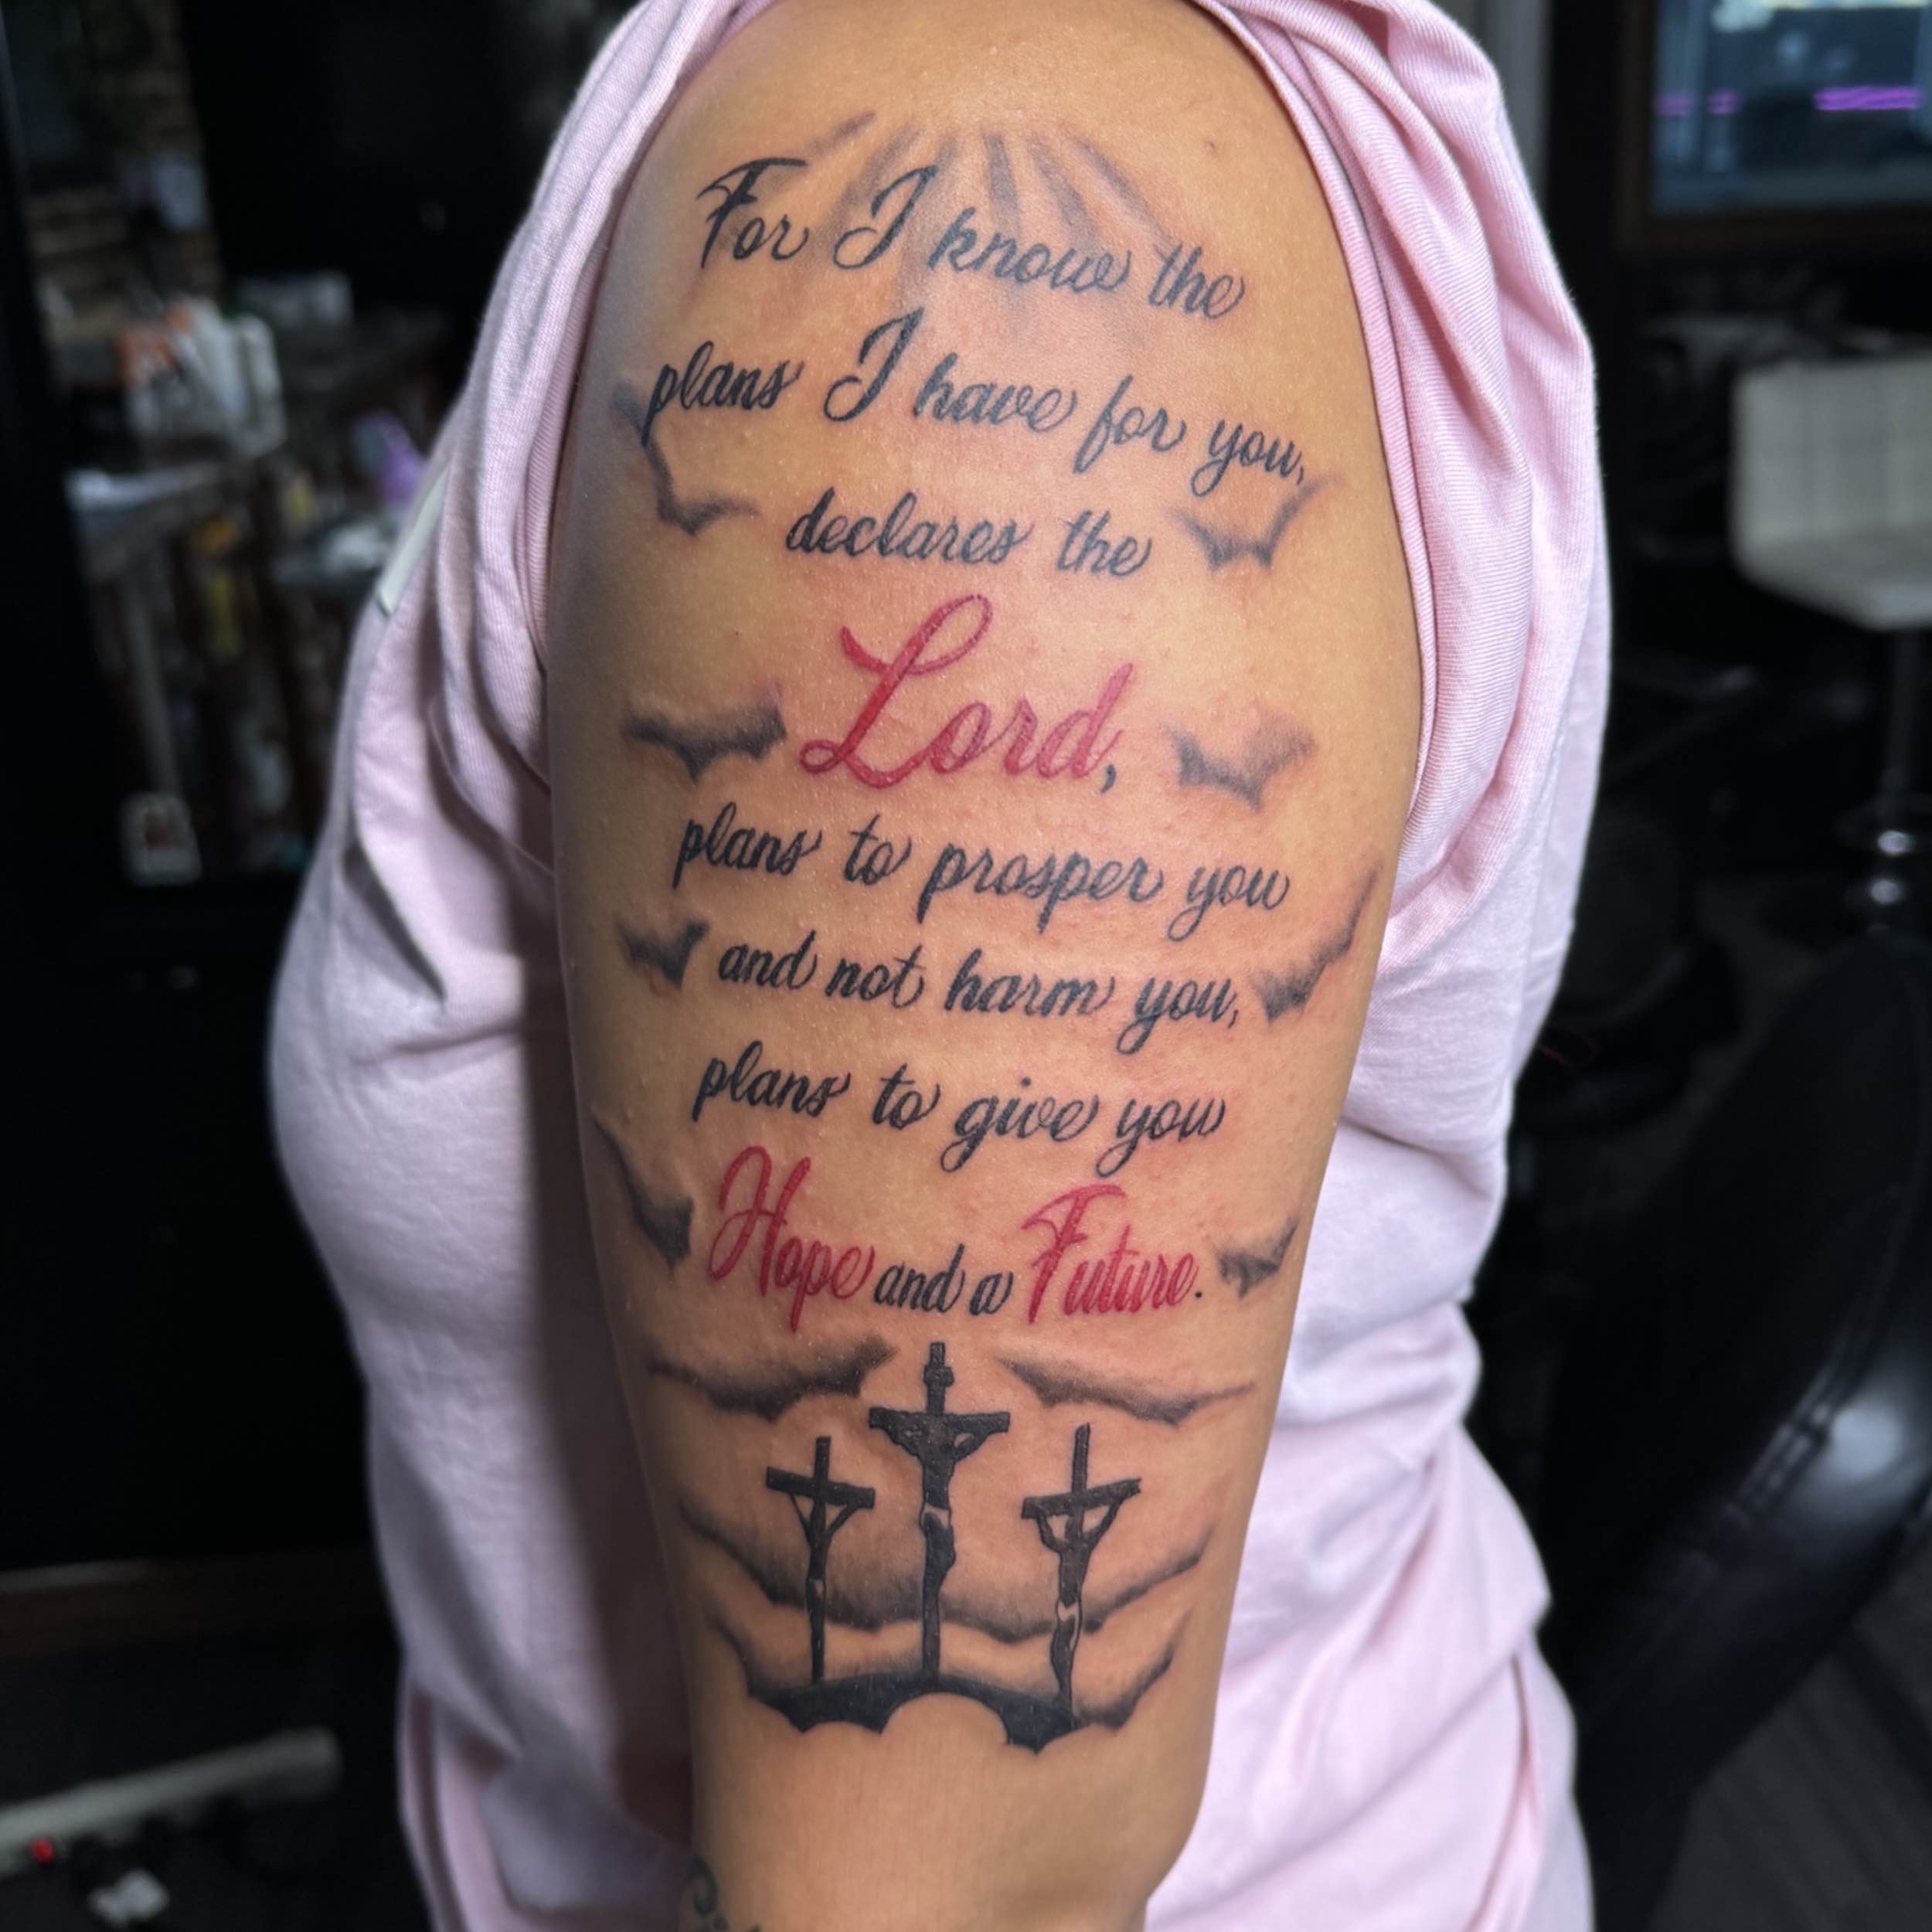 For I know the
plans I have for you,
declares the
Lord,
plans to prosper you
and not harm you,
plans to give you
Hope and a Future.